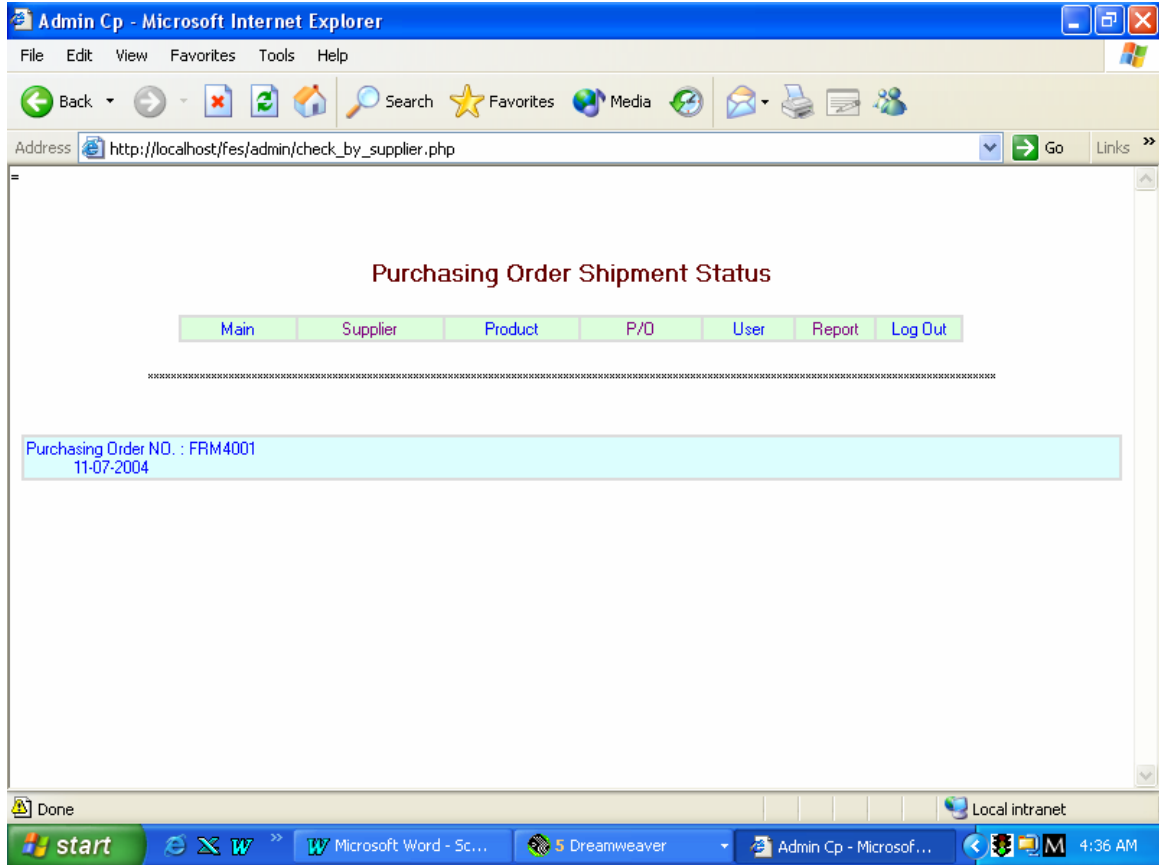 Admin Cp - Microsoft Internet Explorer
File Edit View Favorites Tools Help
Back Search Favorites Media
Address http://localhost/fes/admin/check_by_supplier.php Go Links »
=
Purchasing Order Shipment Status
Main Supplier Product P/O User Report Log Out
Purchasing Order NO. : FRM4001
11-07-2004
Done Local intranet
start » Microsoft Word - Sc... 5 Dreamweaver Admin Cp - Microsof... 4:36 AM